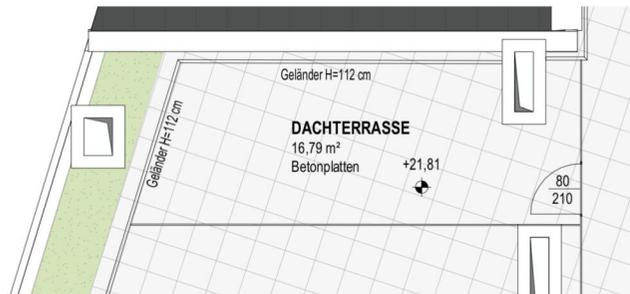 Geländer H=112 cm
Geländer H=112 cm
DACHTERRASSE
16,79 m²
Betonplatten
+21,81
80
210